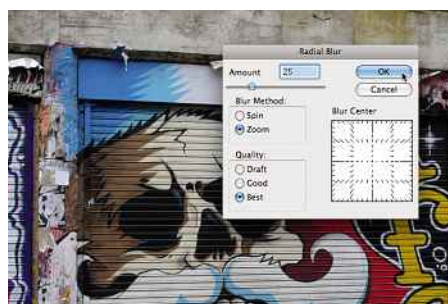 Radial Blur
Amount 25
OK
Cancel
Blur Method:
Spin
Zoom
Blur Center
Quality:
Draft
Good
Best